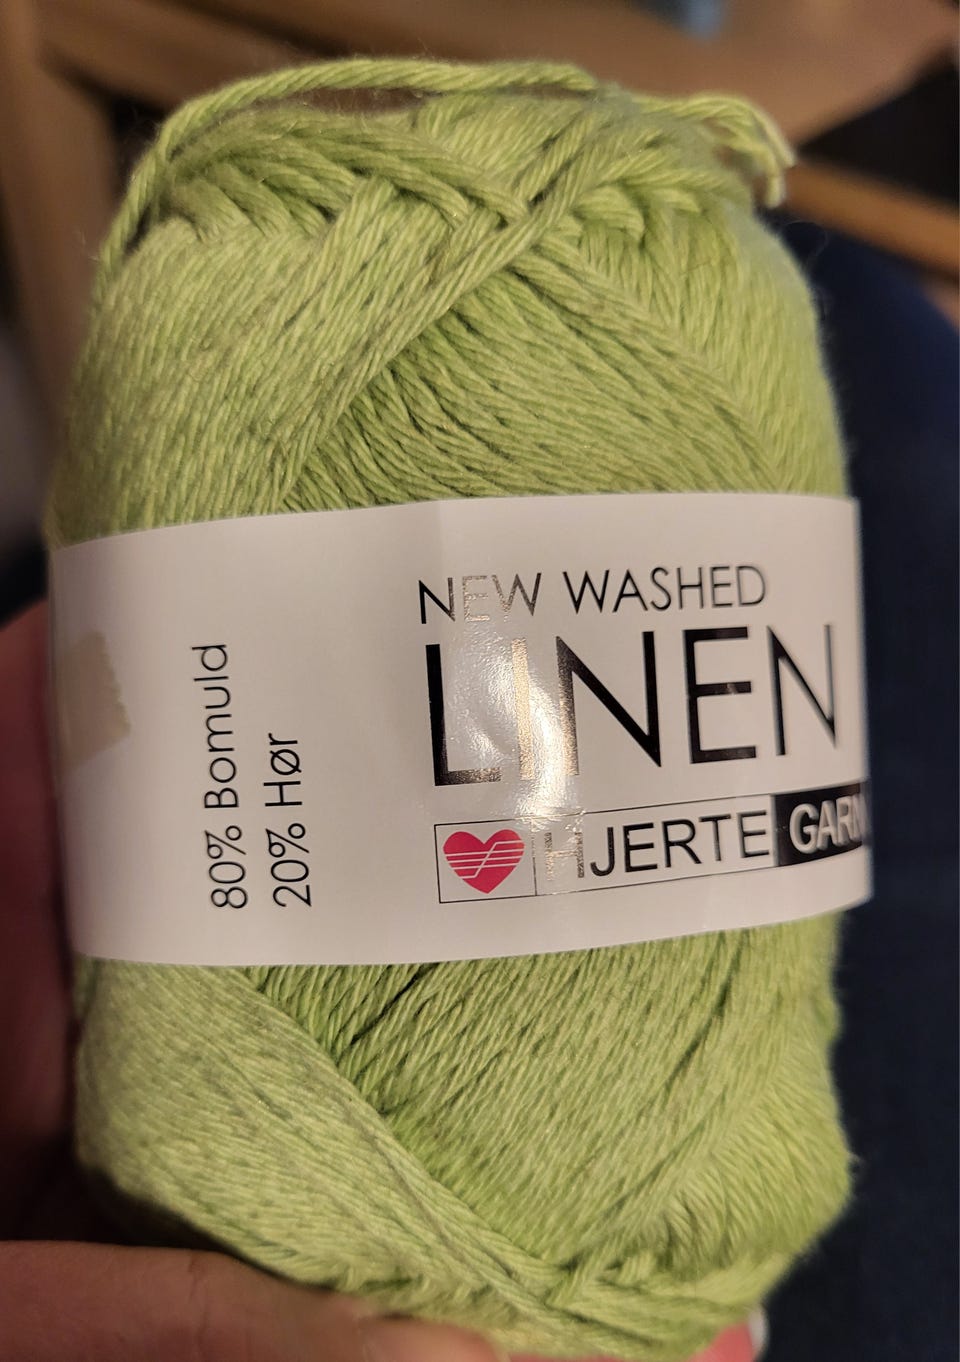 80% Bomuld
20% Hør
NEW WASHED
LINEN
HJERTE GARN